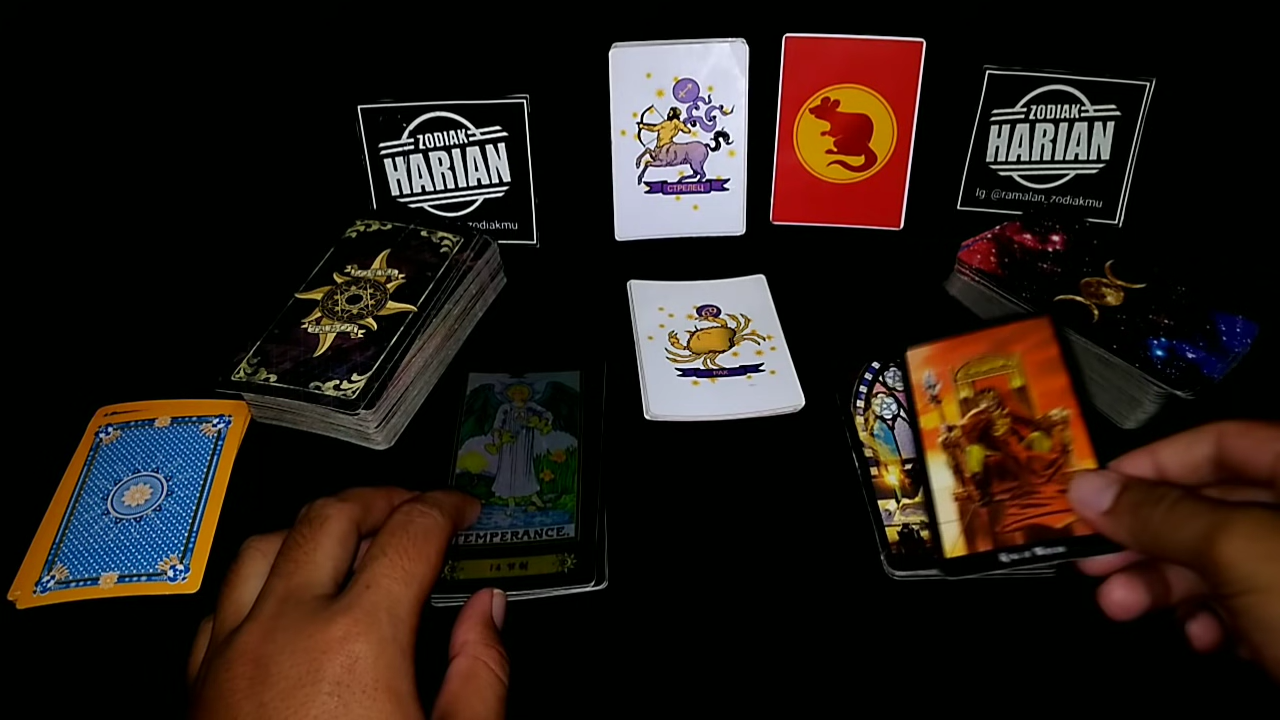 ZODIAK
HARIAN
zodiakmu
СТРЕЛЕЦ
ZODIAK
HARIAN
Ig @ramalan_zodiakmu
РАК
TEMPERANCE.